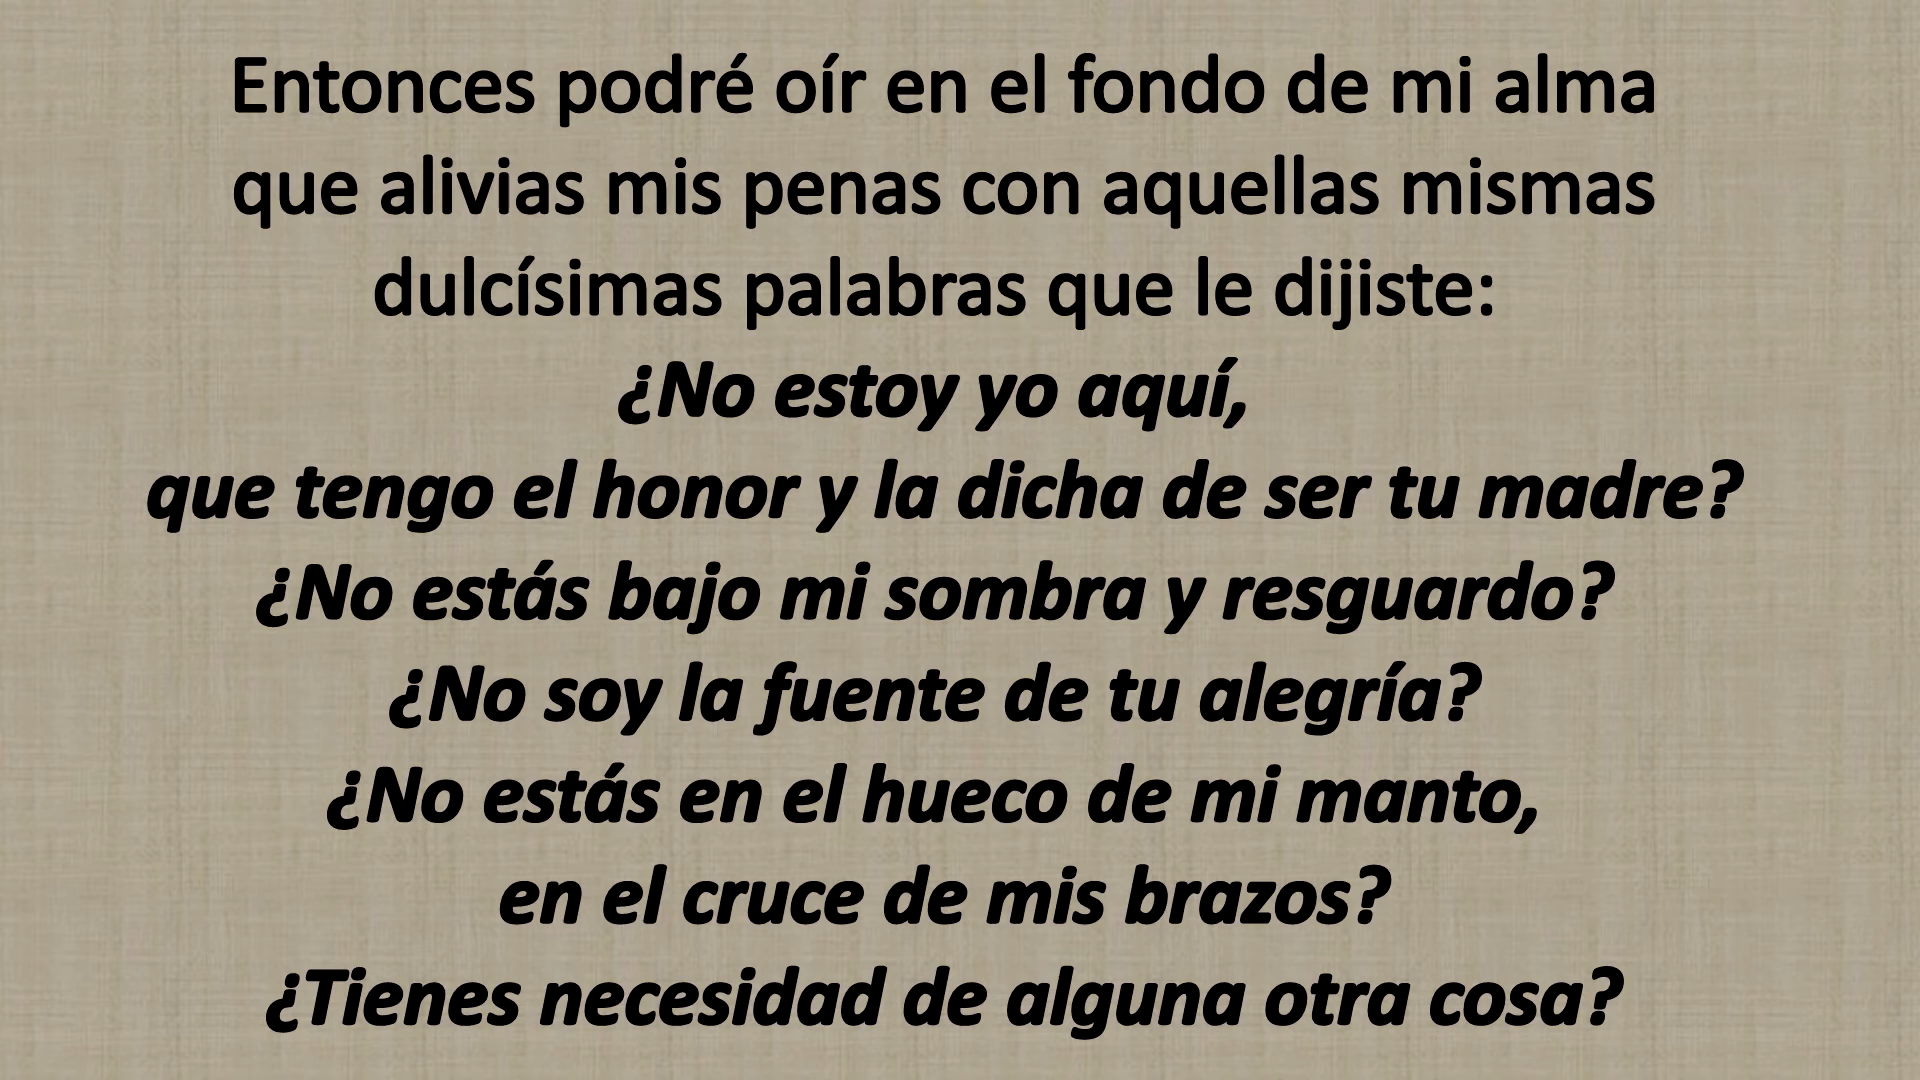 Entonces podré oír en el fondo de mi alma
que alivias mis penas con aquellas mismas
dulcísimas palabras que le dijiste:
¿No estoy yo aquí,
que tengo el honor y la dicha de ser tu madre?
¿No estás bajo mi sombra y resguardo?
¿No soy la fuente de tu alegría?
¿No estás en el hueco de mi manto,
en el cruce de mis brazos?
¿Tienes necesidad de alguna otra cosa?